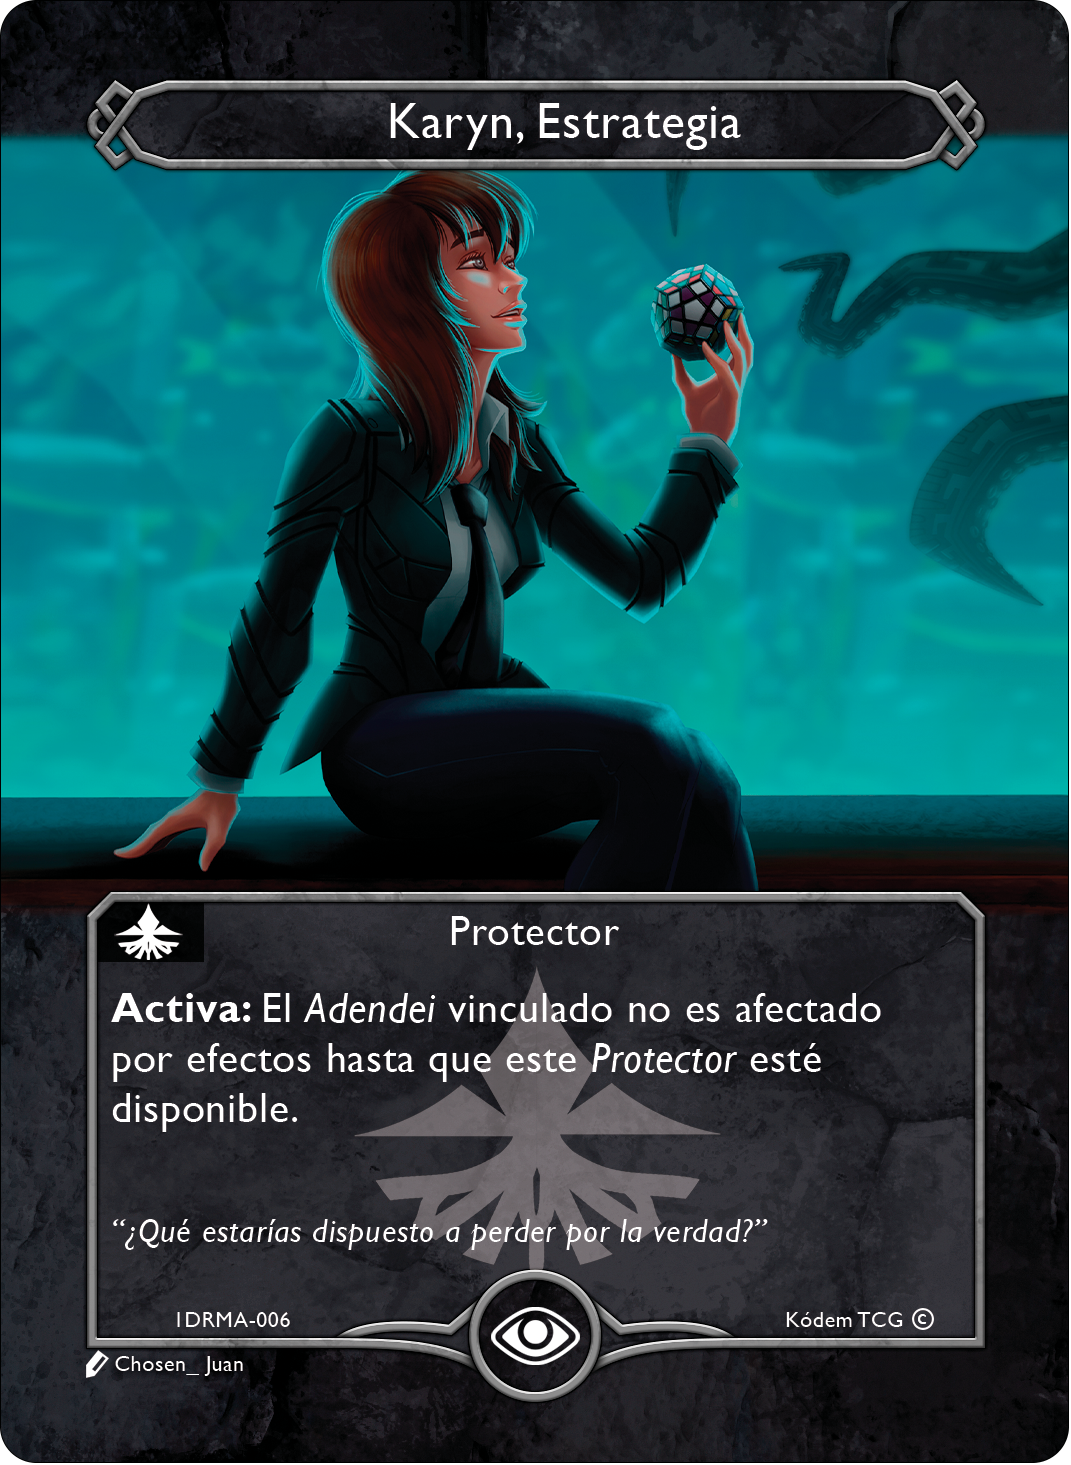 Karyn, Estrategia
Protector
Activa: El Adendei vinculado no es afectado
por efectos hasta que este Protector esté
disponible.
“¿Qué estarías dispuesto a perder por la verdad?”
1DRMA-006
Kódem TCG ©
Chosen_ Juan